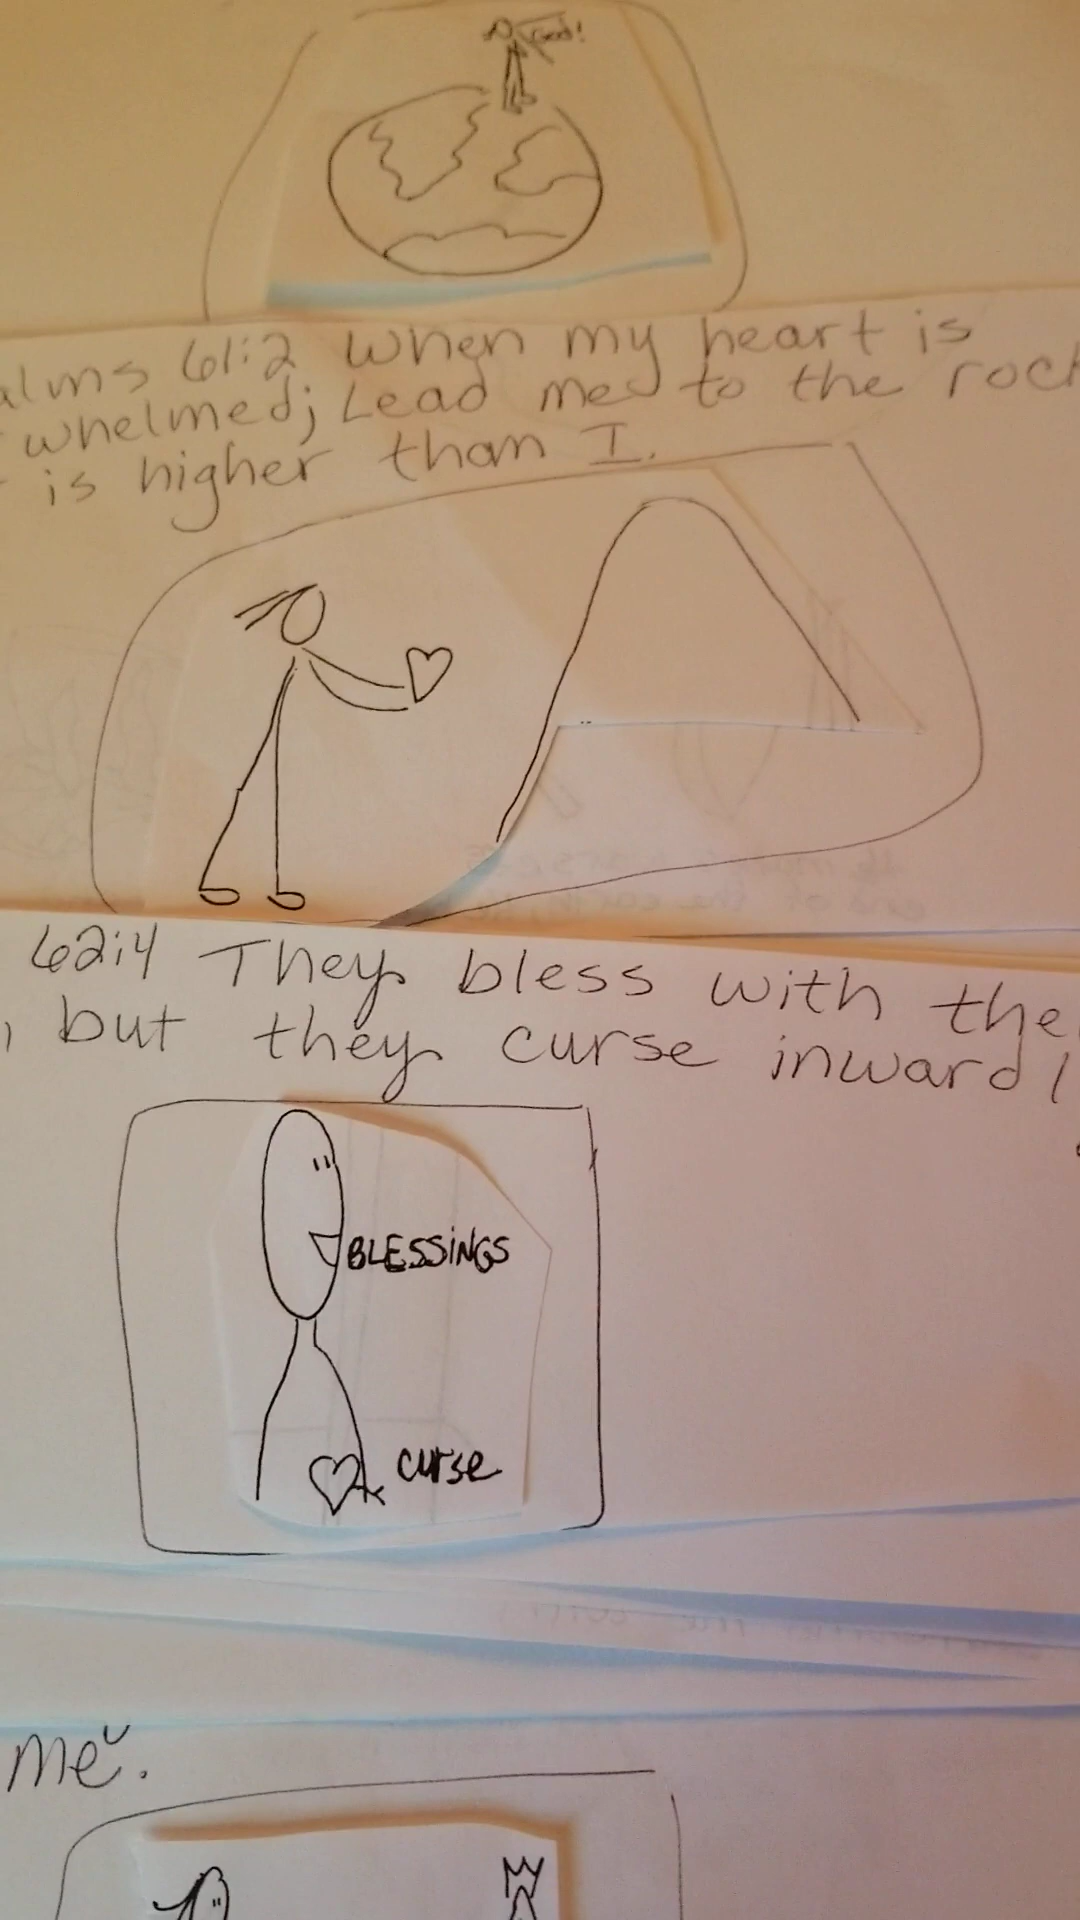 God!
alms 61:2 When my heart is
whelmed; Lead me to the rock
is higher than I.
62:4 They bless with the
, but they curse inward
BLESSiNGS
curse
me.